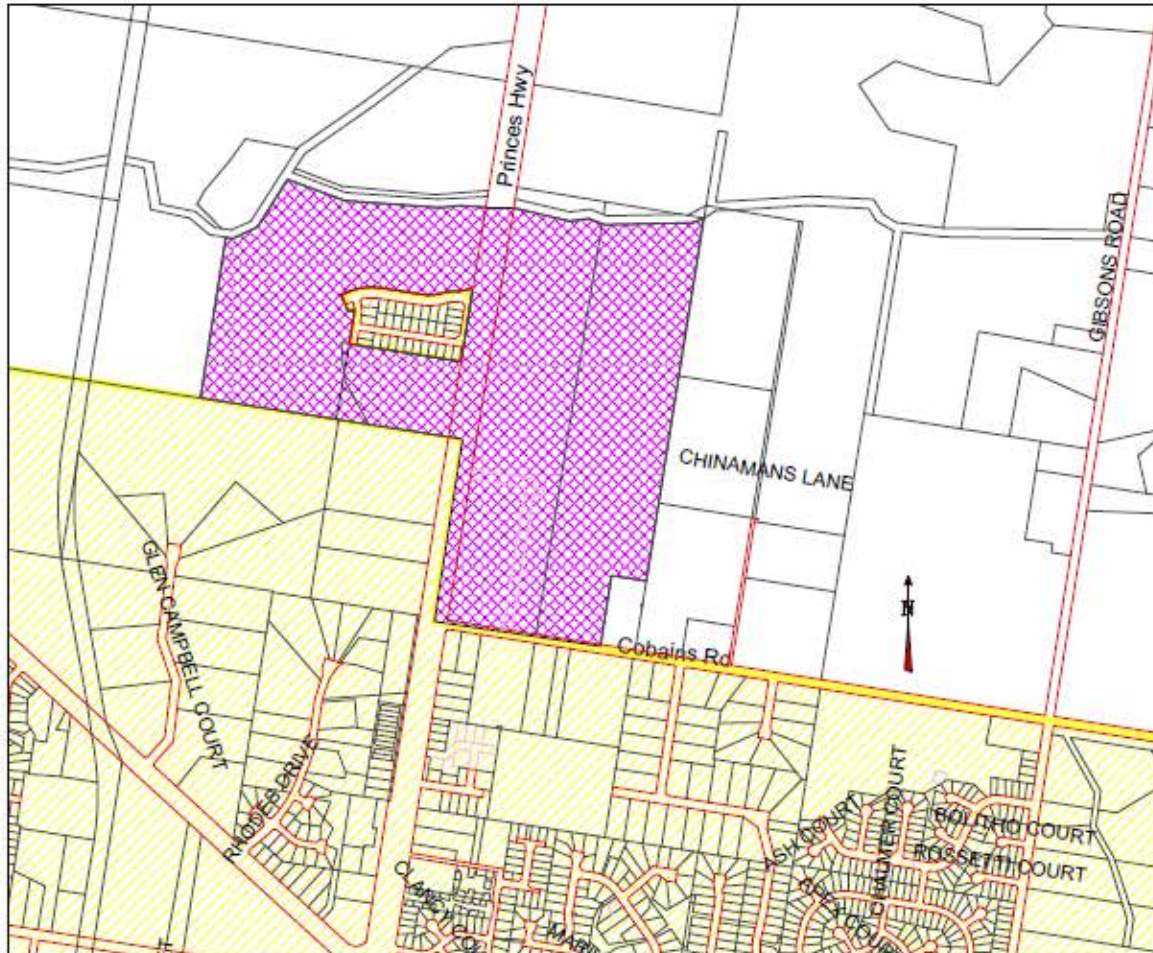 Princes Hwy
GIBSONS ROAD
CHINAMANS LANE
N
Cobains Rd
GLEN CAMPBELL COURT
RHODEB DRIVE
ASH COURT
CHALMER COURT
BOLITHO COURT
ROSSETTI COURT